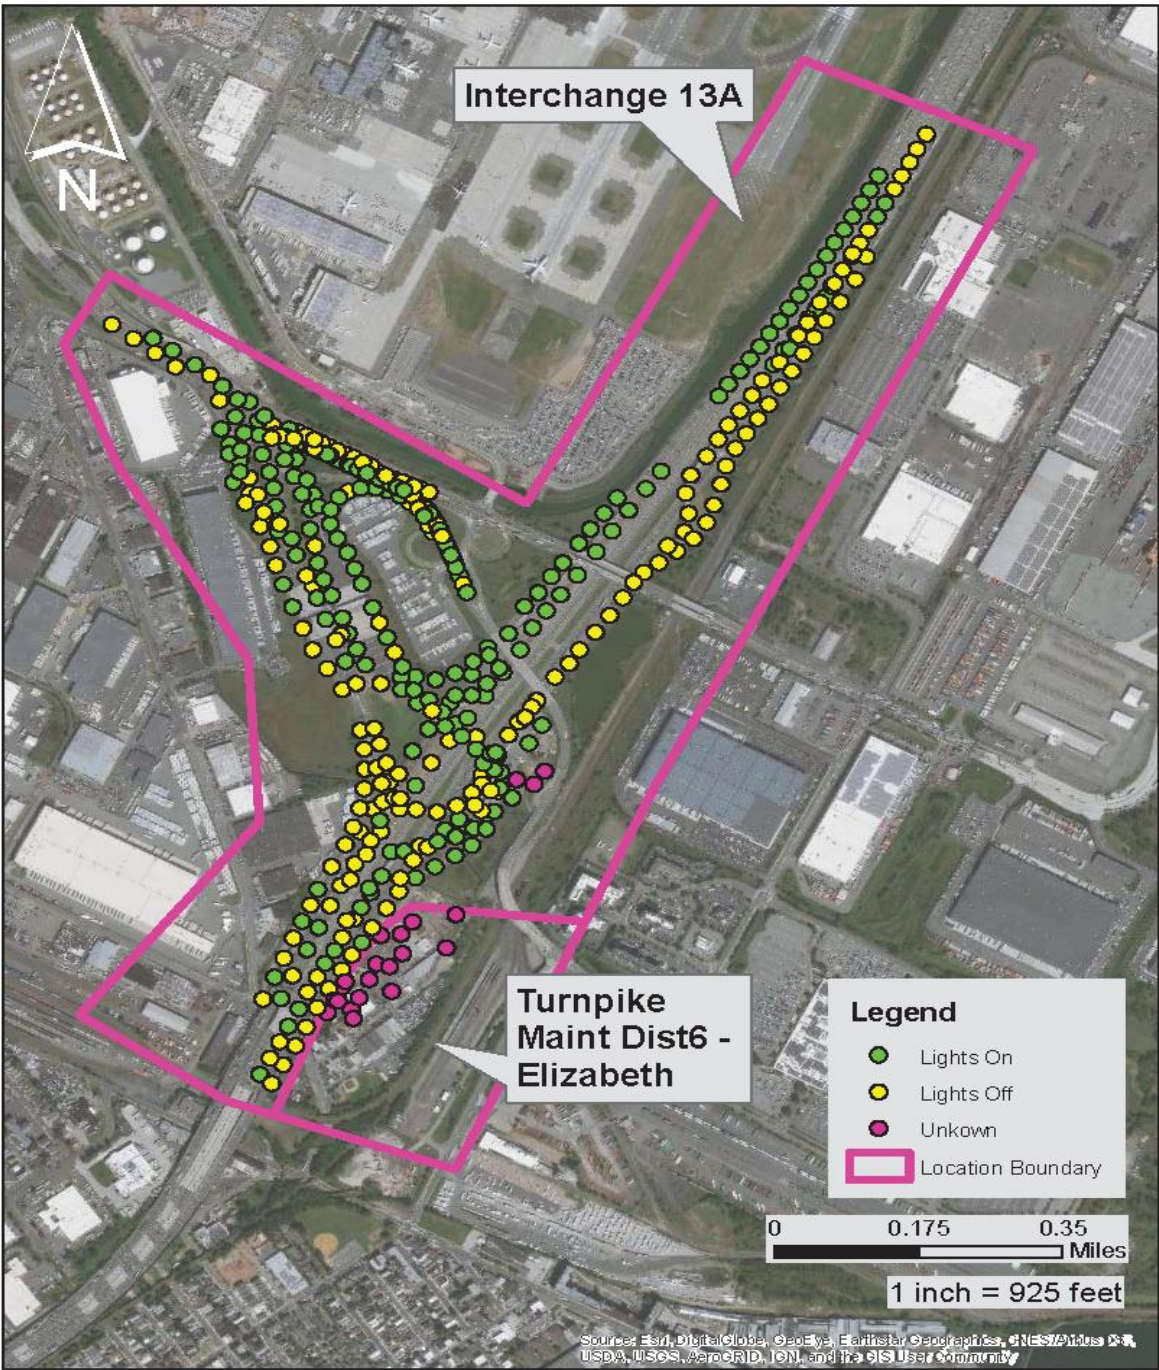 Interchange 13A
N
Turnpike
Maint Dist6 -
Elizabeth
Legend
Lights On
Lights Off
Unkown
Location Boundary
0 0.175 0.35
Miles
1 inch = 925 feet
Source: Esri, DigitalGlobe, GeoEye, Earthstar Geographics, CNES/Airbus DS,
USDA, USGS, AeroGRID, IGN, and the GIS User Community